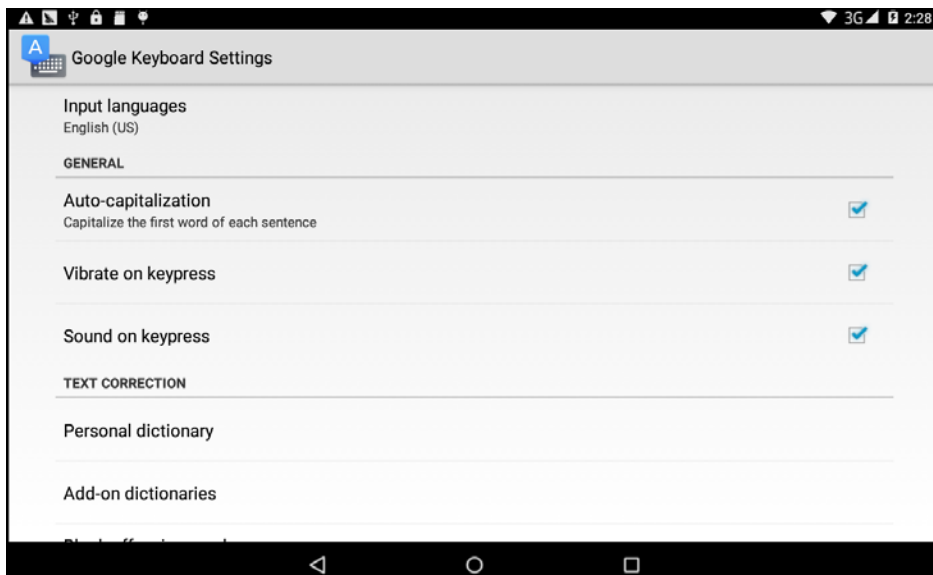 3G 2:28
A
Google Keyboard Settings
Input languages
English (US)
GENERAL
Auto-capitalization
Capitalize the first word of each sentence
Vibrate on keypress
Sound on keypress
TEXT CORRECTION
Personal dictionary
Add-on dictionaries